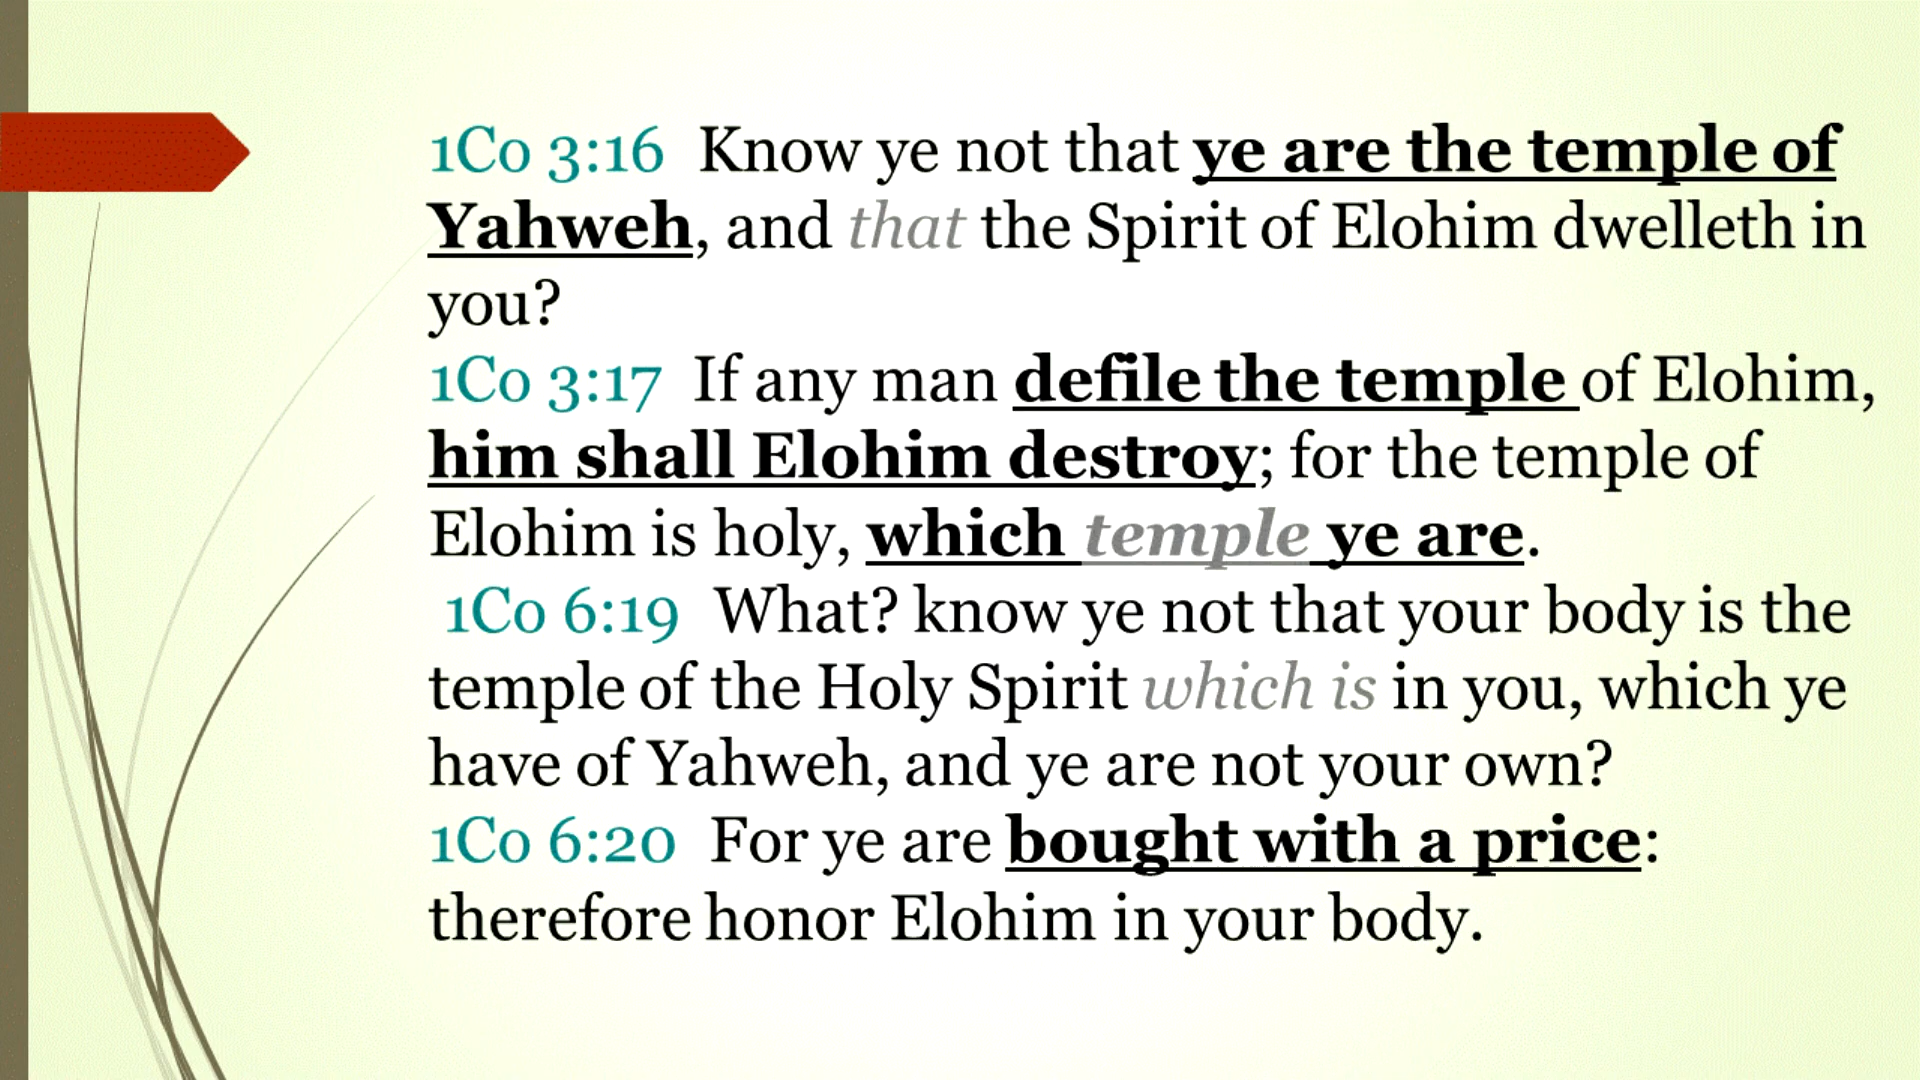 1Co 3:16  Know ye not that ye are the temple of
Yahweh, and that the Spirit of Elohim dwelleth in
you?
1Co 3:17  If any man defile the temple of Elohim,
him shall Elohim destroy; for the temple of
Elohim is holy, which temple ye are.
1Co 6:19  What? know ye not that your body is the
temple of the Holy Spirit which is in you, which ye
have of Yahweh, and ye are not your own?
1Co 6:20  For ye are bought with a price:
therefore honor Elohim in your body.